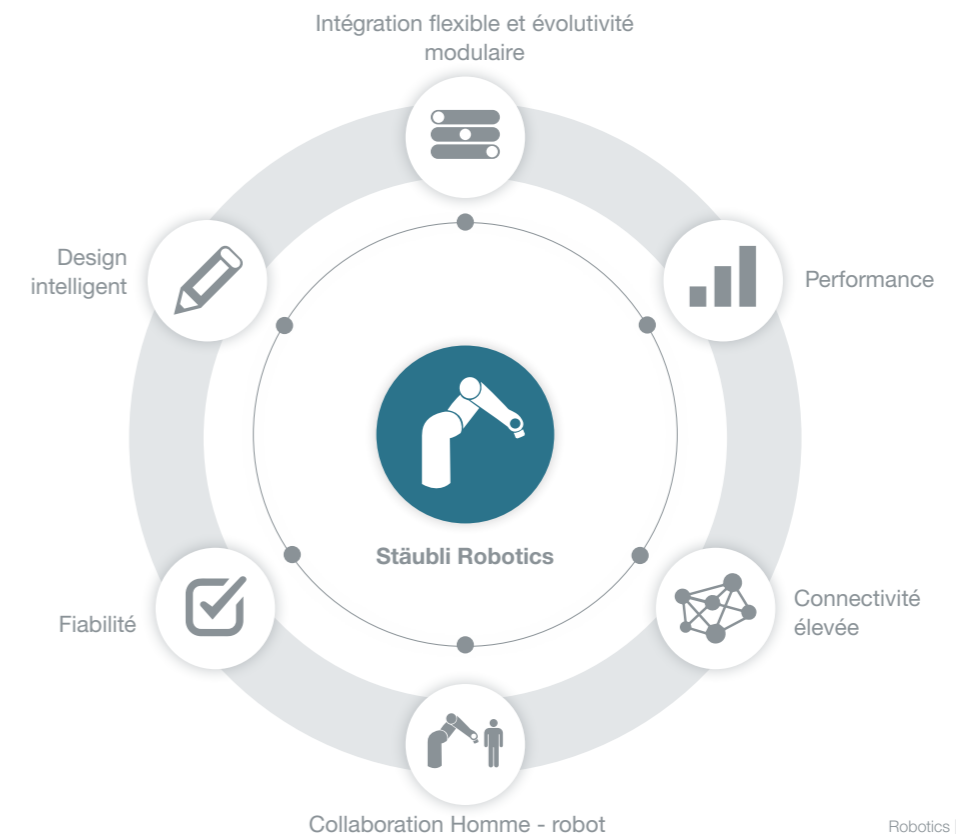 Intégration flexible et évolutivité
modulaire
Design
intelligent
Performance
Stäubli Robotics
Fiabilité
Connectivité
élevée
Collaboration Homme - robot
Robotics